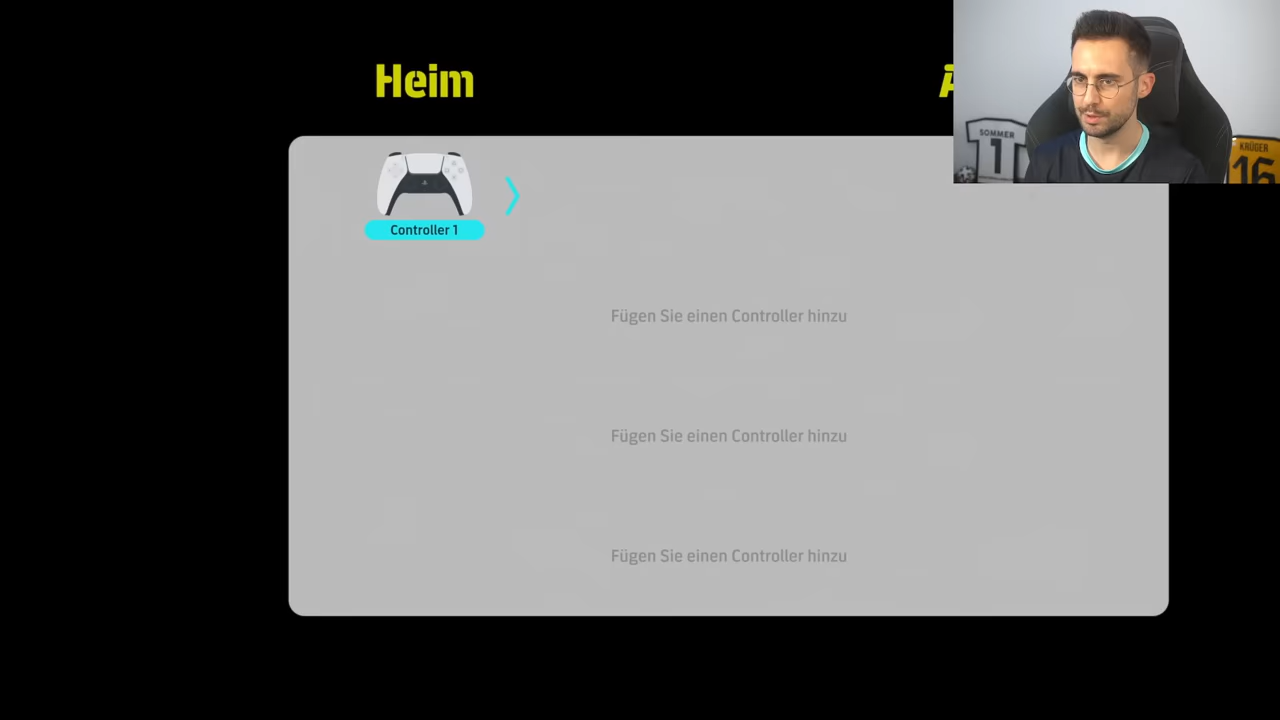 Heim
SOMMER
1
KRÜGER
16
Controller 1
Fügen Sie einen Controller hinzu
Fügen Sie einen Controller hinzu
Fügen Sie einen Controller hinzu